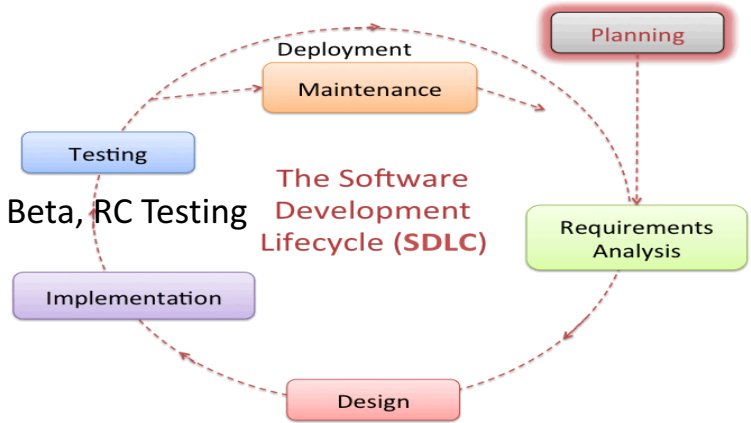 Planning
Deployment
Maintenance
Testing
The Software
Development
Lifecycle (SDLC)
Beta, RC Testing
Requirements
Analysis
Implementation
Design